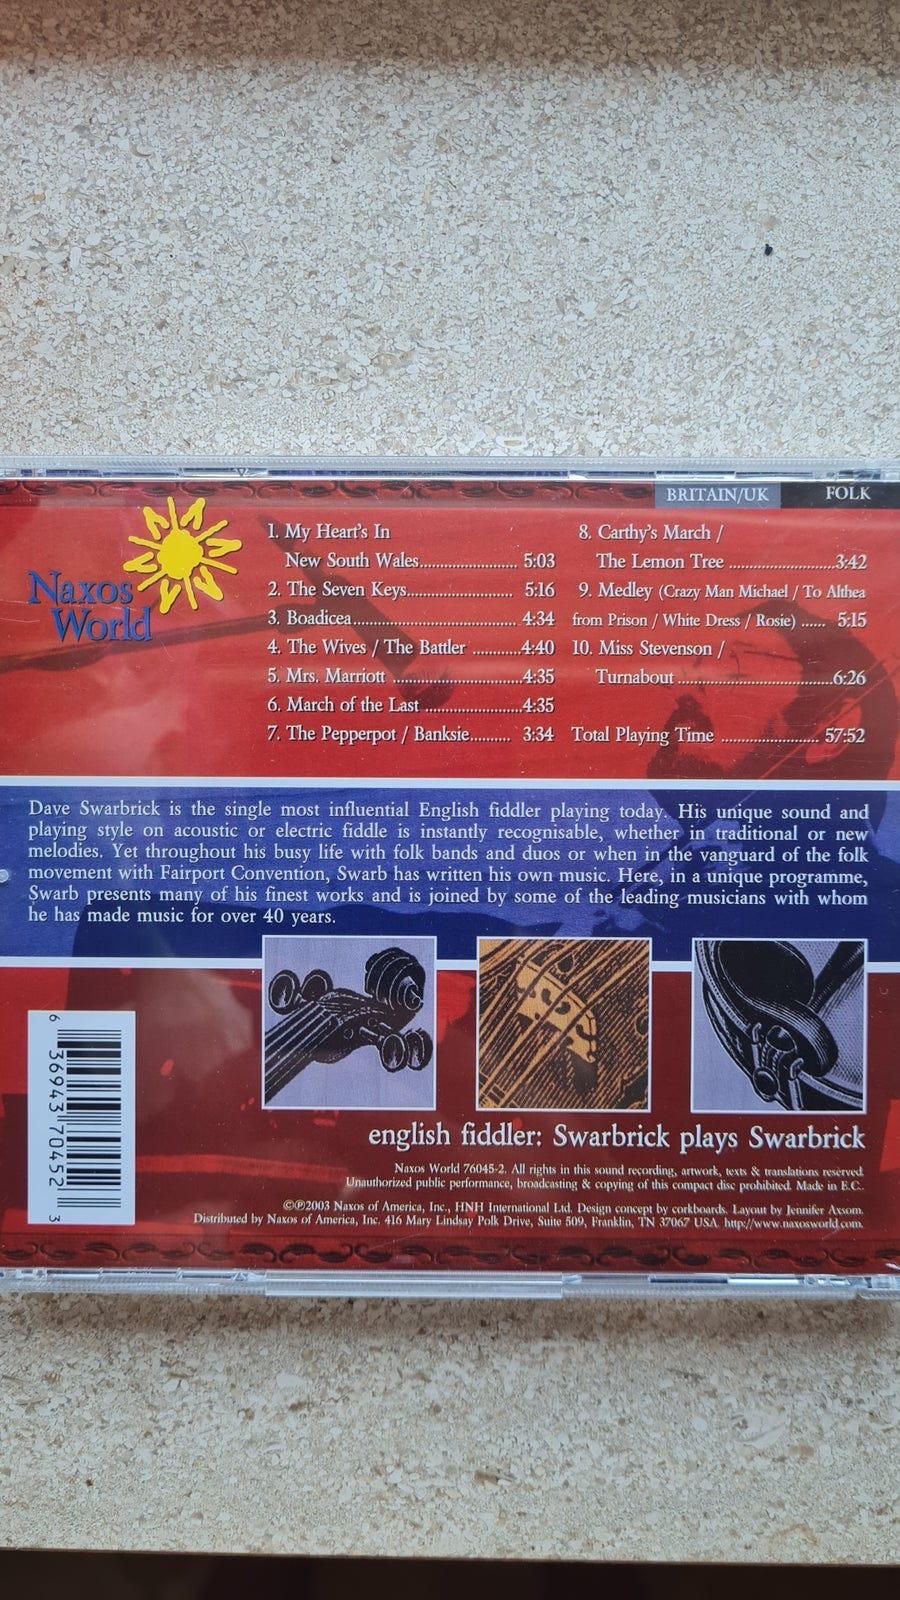 BRITAIN/UK FOLK
Naxos
World
1. My Heart's In
New South Wales..................... 5:03
2. The Seven Keys....................... 5:16
3. Boadicea................................... 4:34
4. The Wives / The Battler ..........4:40
5. Mrs. Marriott ...........................4:35
6. March of the Last .....................4:35
7. The Pepperpot / Banksie......... 3:34
8. Carthy's March /
The Lemon Tree ......................3:42
9. Medley (Crazy Man Michael / To Althea
from Prison / White Dress / Rosie) ...... 5:15
10. Miss Stevenson /
Turnabout .................................6:26
Total Playing Time ..................... 57:52
Dave Swarbrick is the single most influential English fiddler playing today. His unique sound and
playing style on acoustic or electric fiddle is instantly recognisable, whether in traditional or new
melodies. Yet throughout his busy life with folk bands and duos or when in the vanguard of the folk
movement with Fairport Convention, Swarb has written his own music. Here, in a unique programme,
Swarb presents many of his finest works and is joined by some of the leading musicians with whom
he has made music for over 40 years.
6 36943 70452 3
english fiddler: Swarbrick plays Swarbrick
Naxos World 76045-2. All rights in this sound recording, artwork, texts & translations reserved.
Unauthorized public performance, broadcasting & copying of this compact disc prohibited. Made in E.C.
©℗2003 Naxos of America, Inc., HNH International Ltd. Design concept by corkboards. Layout by Jennifer Axsom.
Distributed by Naxos of America, Inc. 416 Mary Lindsay Polk Drive, Suite 509, Franklin, TN 37067 USA. http://www.naxosworld.com.